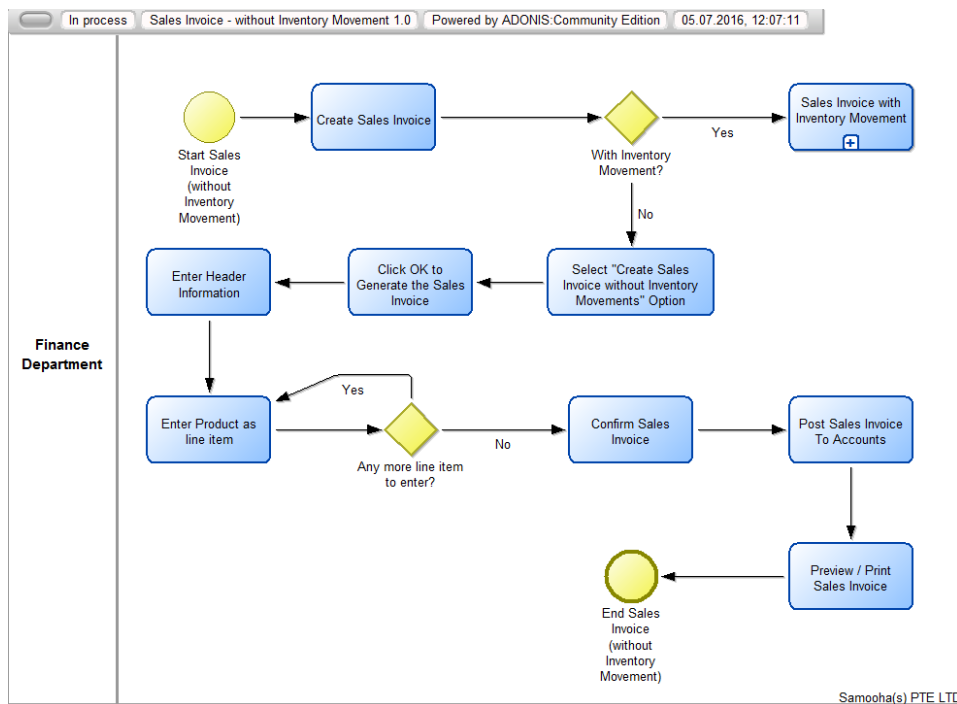 In process
Sales Invoice - without Inventory Movement 1.0
Powered by ADONIS:Community Edition
05.07.2016, 12:07:11
Finance
Department
Start Sales
Invoice
(without
Inventory
Movement)
Create Sales Invoice
With Inventory
Movement?
Yes
Sales Invoice with
Inventory Movement
No
Select "Create Sales
Invoice without Inventory
Movements" Option
Click OK to
Generate the Sales
Invoice
Enter Header
Information
Enter Product as
line item
Yes
Any more line item
to enter?
No
Confirm Sales
Invoice
Post Sales Invoice
To Accounts
Preview / Print
Sales Invoice
End Sales
Invoice
(without
Inventory
Movement)
Samooha(s) PTE LTD